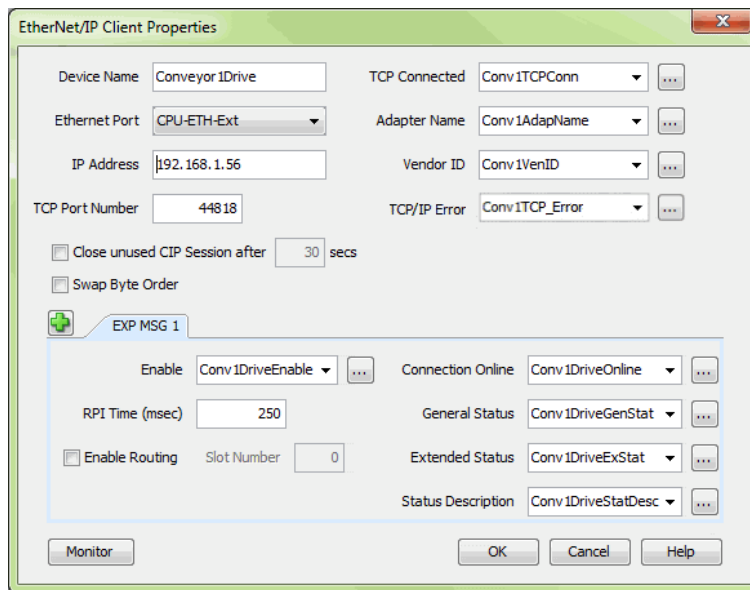 EtherNet/IP Client Properties
Device Name Conveyor1Drive TCP Connected Conv1TCPConn ...
Ethernet Port CPU-ETH-Ext Adapter Name Conv1AdapName ...
IP Address 192.168.1.56 Vendor ID Conv1VenID ...
TCP Port Number 44818 TCP/IP Error Conv1TCP_Error ...
Close unused CIP Session after 30 secs
Swap Byte Order
EXP MSG 1
Enable Conv1DriveEnable ... Connection Online Conv1DriveOnline ...
RPI Time (msec) 250 General Status Conv1DriveGenStat ...
Enable Routing Slot Number 0 Extended Status Conv1DriveExStat ...
Status Description Conv1DriveStatDesc ...
Monitor OK Cancel Help